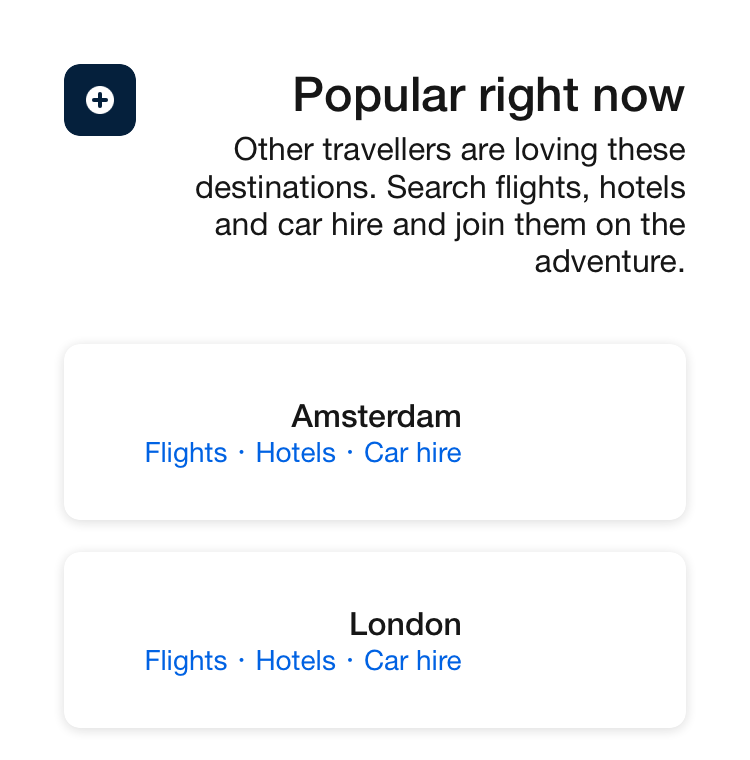 Popular right now
Other travellers are loving these
destinations. Search flights, hotels
and car hire and join them on the
adventure.
Amsterdam
Flights · Hotels · Car hire
London
Flights · Hotels · Car hire